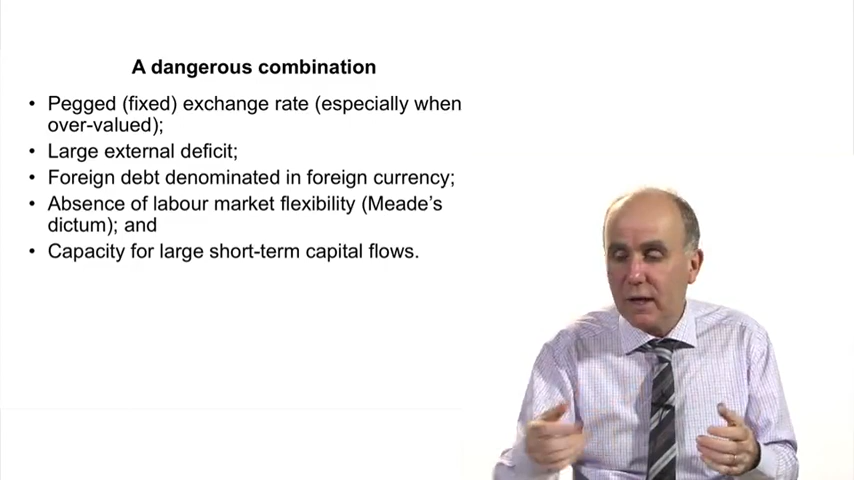 A dangerous combination
• Pegged (fixed) exchange rate (especially when
over-valued);
• Large external deficit;
• Foreign debt denominated in foreign currency;
• Absence of labour market flexibility (Meade's
dictum); and
• Capacity for large short-term capital flows.